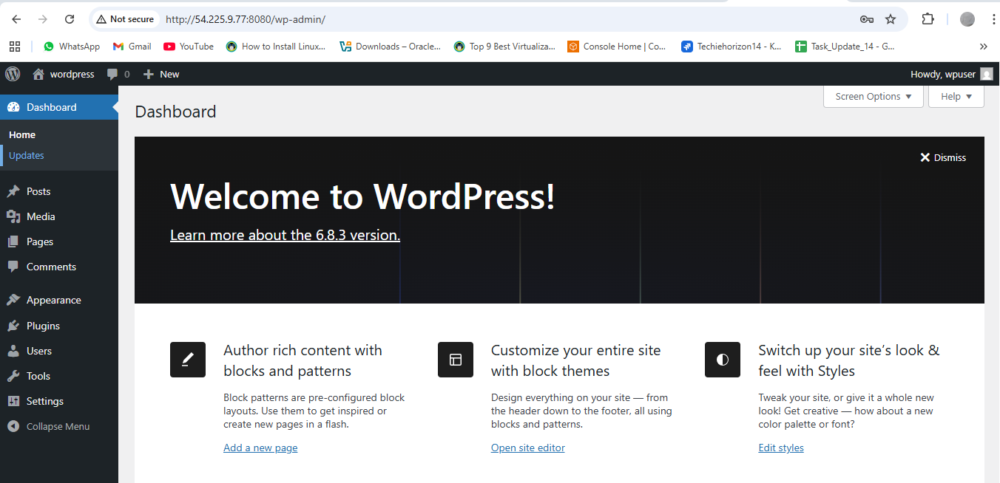 Not secure http://54.225.9.77:8080/wp-admin/
WhatsApp Gmail YouTube How to Install Linux... Downloads – Oracle... Top 9 Best Virtualiza... Console Home | Co... Techiehorizon14 - K... Task_Update_14 - G...
wordpress 0 New Howdy, wpuser
Screen Options Help
Dashboard
Home
Updates
Posts
Media
Pages
Comments
Appearance
Plugins
Users
Tools
Settings
Collapse Menu
Dashboard
Dismiss
Welcome to WordPress!
Learn more about the 6.8.3 version.
Author rich content with
blocks and patterns
Block patterns are pre-configured block
layouts. Use them to get inspired or
create new pages in a flash.
Add a new page
Customize your entire site
with block themes
Design everything on your site — from
the header down to the footer, all using
blocks and patterns.
Open site editor
Switch up your site’s look &
feel with Styles
Tweak your site, or give it a whole new
look! Get creative — how about a new
color palette or font?
Edit styles